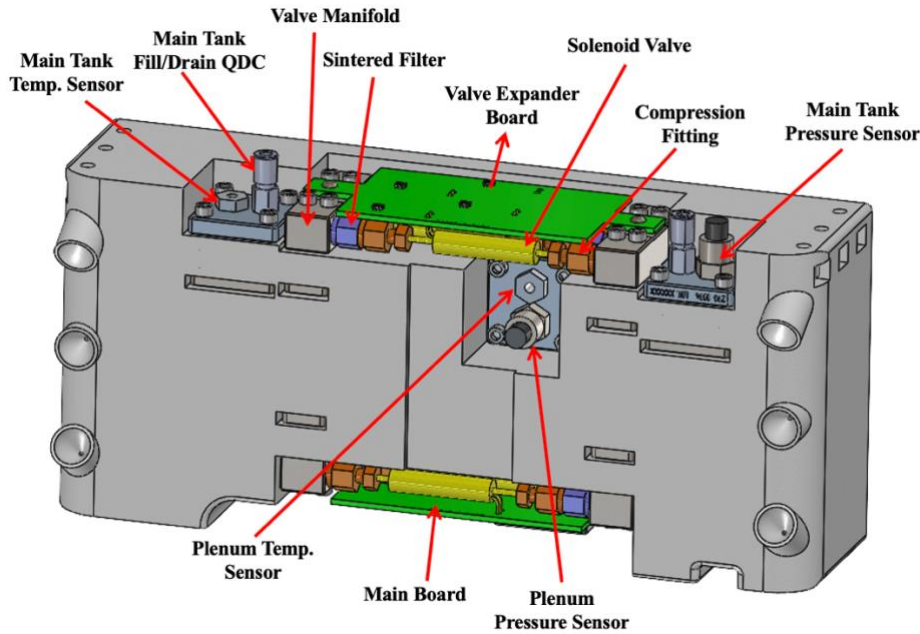 Valve Manifold
Main Tank
Fill/Drain QDC
Main Tank
Temp. Sensor
Sintered Filter
Solenoid Valve
Valve Expander
Board
Compression
Fitting
Main Tank
Pressure Sensor
Plenum Temp.
Sensor
Main Board
Plenum
Pressure Sensor